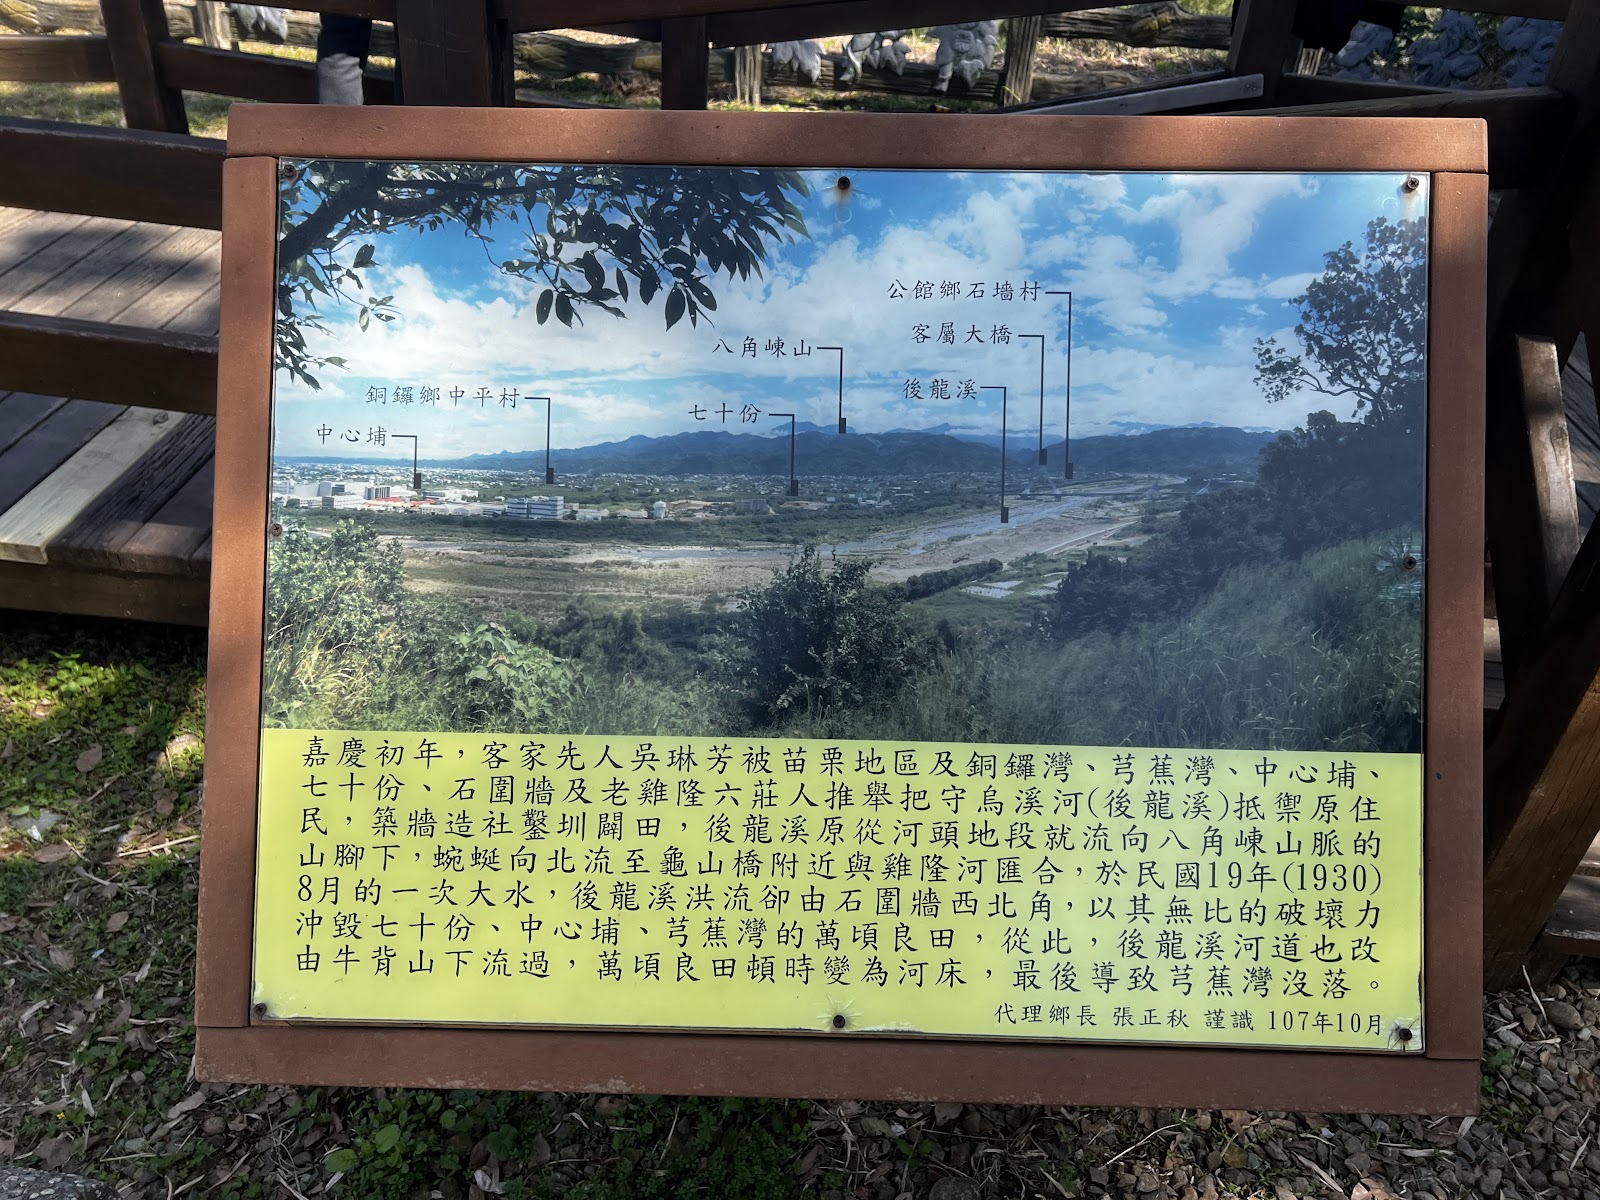 公館鄉石墻村
客屬大橋
八角崠山
後龍溪
銅鑼鄉中平村
七十份
中心埔
嘉慶初年，客家先人吳琳芳被苗栗地區及銅鑼灣、芎蕉灣、中心埔、
七十份、石圍牆及老雞隆六莊人推舉把守烏溪河(後龍溪)抵禦原住
民，築牆造社鑿圳闢田，後龍溪原從河頭地段就流向八角崠山脈的
山腳下，蜿蜒向北流至龜山橋附近與雞隆河匯合，於民國19年(1930)
8月的一次大水，後龍溪洪流卻由石圍牆西北角，以其無比的破壞力
沖毀七十份、中心埔、芎蕉灣的萬頃良田，從此，後龍溪河道也改
由牛背山下流過，萬頃良田頓時變為河床，最後導致芎蕉灣沒落。
代理鄉長 張正秋 謹識 107年10月